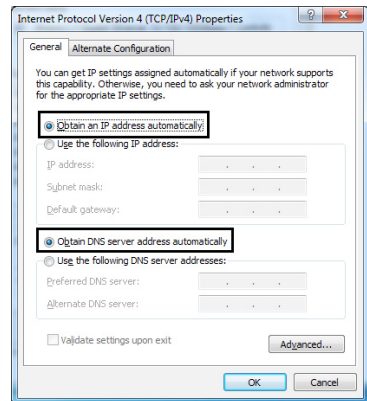 Internet Protocol Version 4 (TCP/IPv4) Properties
General
Alternate Configuration
You can get IP settings assigned automatically if your network supports
this capability. Otherwise, you need to ask your network administrator
for the appropriate IP settings.
Obtain an IP address automatically
Use the following IP address:
IP address:
Subnet mask:
Default gateway:
Obtain DNS server address automatically
Use the following DNS server addresses:
Preferred DNS server:
Alternate DNS server:
Validate settings upon exit
Advanced...
OK
Cancel